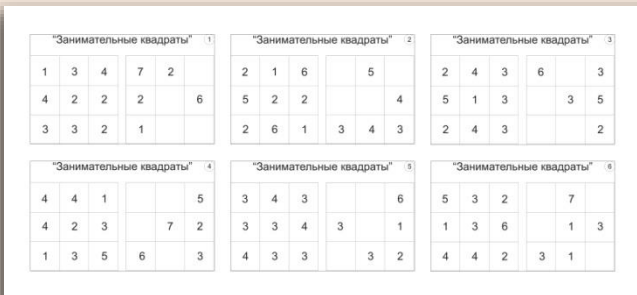 "Занимательные квадраты" 1
1 3 4 7 2
4 2 2 2 6
3 3 2 1
"Занимательные квадраты" 2
2 1 6 5
5 2 2 4
2 6 1 3 4 3
"Занимательные квадраты" 3
2 4 3 6 3
5 1 3 3 5
2 4 3 2
"Занимательные квадраты" 4
4 4 1 5
4 2 3 7 2
1 3 5 6 3
"Занимательные квадраты" 5
3 4 3 6
3 3 4 3 1
4 3 3 3 2
"Занимательные квадраты" 6
5 3 2 7
1 3 6 1 3
4 4 2 3 1